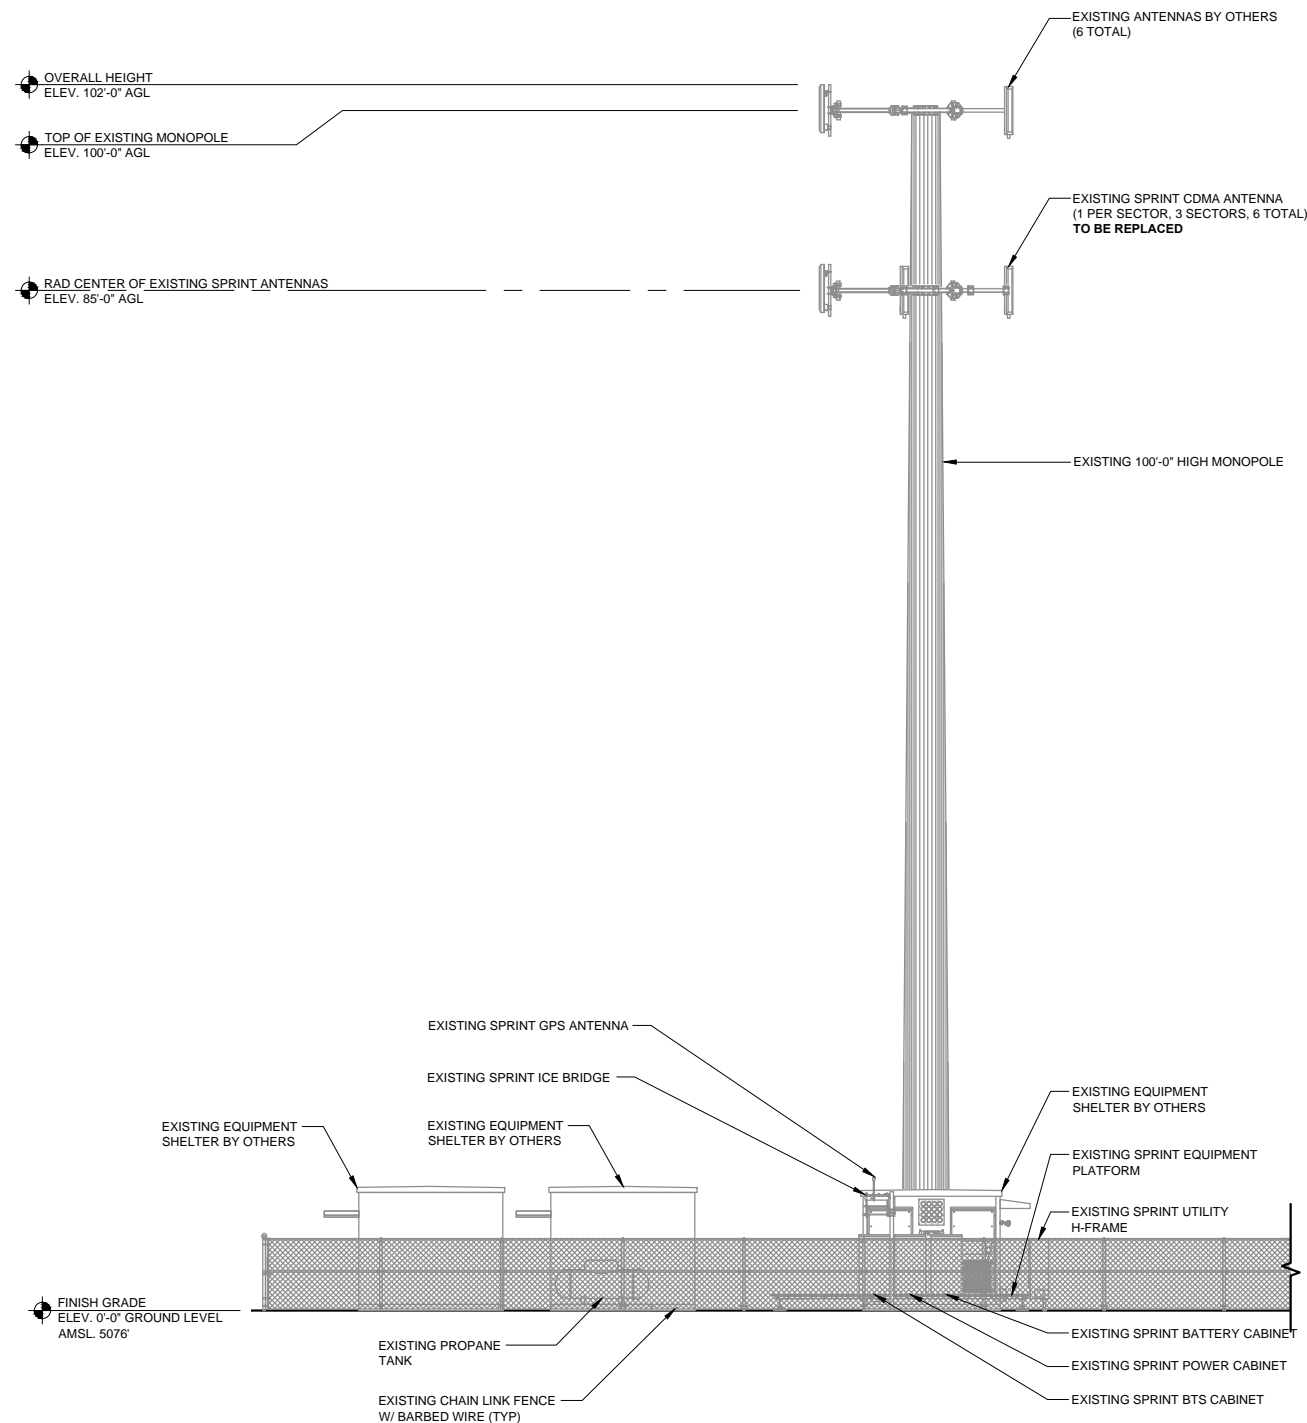 EXISTING ANTENNAS BY OTHERS
(6 TOTAL)
OVERALL HEIGHT
ELEV. 102'-0" AGL
TOP OF EXISTING MONOPOLE
ELEV. 100'-0" AGL
EXISTING SPRINT CDMA ANTENNA
(1 PER SECTOR, 3 SECTORS, 6 TOTAL)
TO BE REPLACED
RAD CENTER OF EXISTING SPRINT ANTENNAS
ELEV. 85'-0" AGL
EXISTING 100'-0" HIGH MONOPOLE
EXISTING SPRINT GPS ANTENNA
EXISTING SPRINT ICE BRIDGE
EXISTING EQUIPMENT
SHELTER BY OTHERS
EXISTING EQUIPMENT
SHELTER BY OTHERS
EXISTING EQUIPMENT
SHELTER BY OTHERS
EXISTING SPRINT EQUIPMENT
PLATFORM
EXISTING SPRINT UTILITY
H-FRAME
FINISH GRADE
ELEV. 0'-0" GROUND LEVEL
AMSL. 5076'
EXISTING SPRINT BATTERY CABINET
EXISTING PROPANE
TANK
EXISTING SPRINT POWER CABINET
EXISTING SPRINT BTS CABINET
EXISTING CHAIN LINK FENCE
W/ BARBED WIRE (TYP)